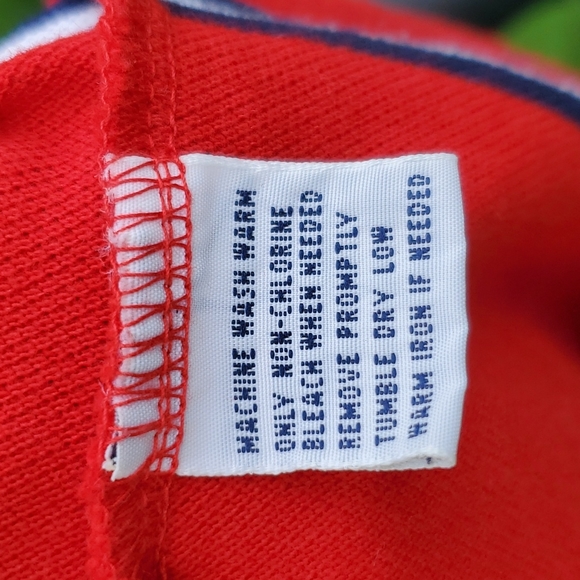 MACHINE WASH WARM
ONLY NON-CHLORINE
BLEACH WHEN NEEDED
REMOVE PROMPTLY
TUMBLE DRY LOW
WARM IRON IF NEEDED